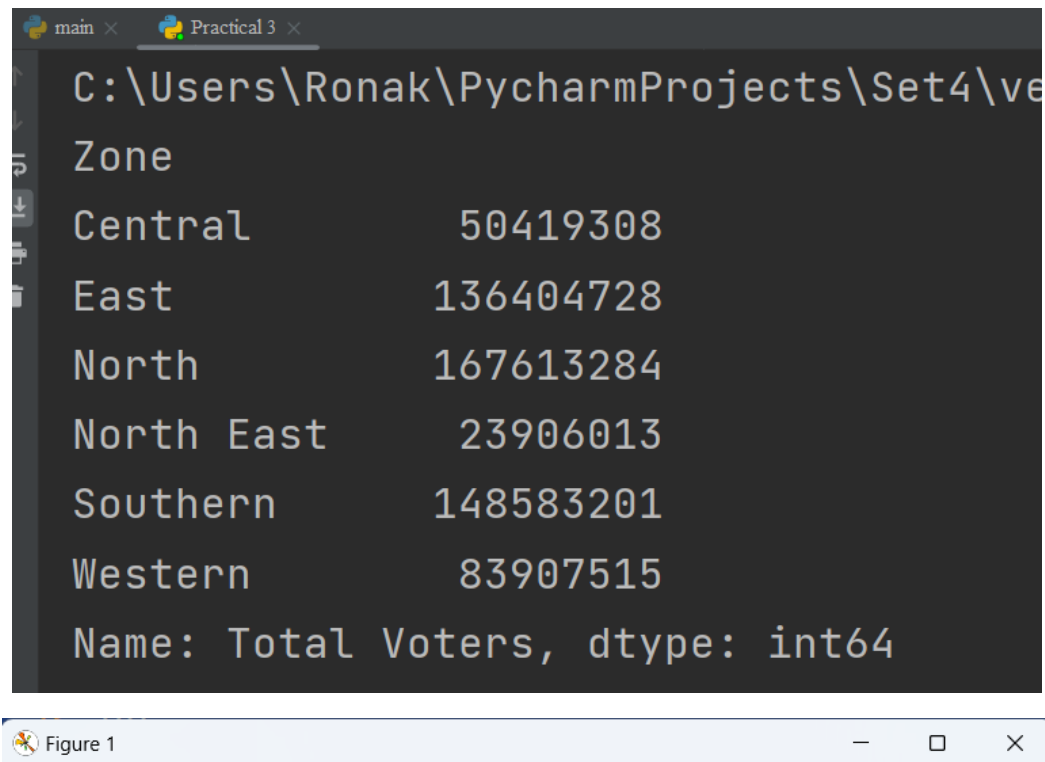 main Practical 3
C:\Users\Ronak\PycharmProjects\Set4\ve
Zone
Central 50419308
East 136404728
North 167613284
North East 23906013
Southern 148583201
Western 83907515
Name: Total Voters, dtype: int64
Figure 1